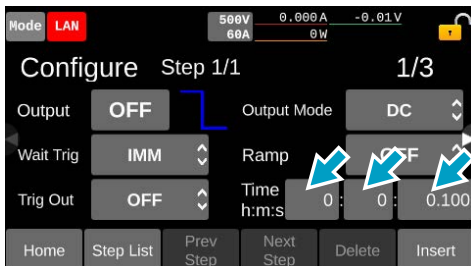 Mode LAN 500V 0.000A -0.01V
60A 0W
Configure Step 1/1 1/3
Output OFF Output Mode DC
Wait Trig IMM Ramp OFF
Trig Out OFF Time
h:m:s 0 : 0 : 0.100
Home Step List Prev Step Next Step Delete Insert